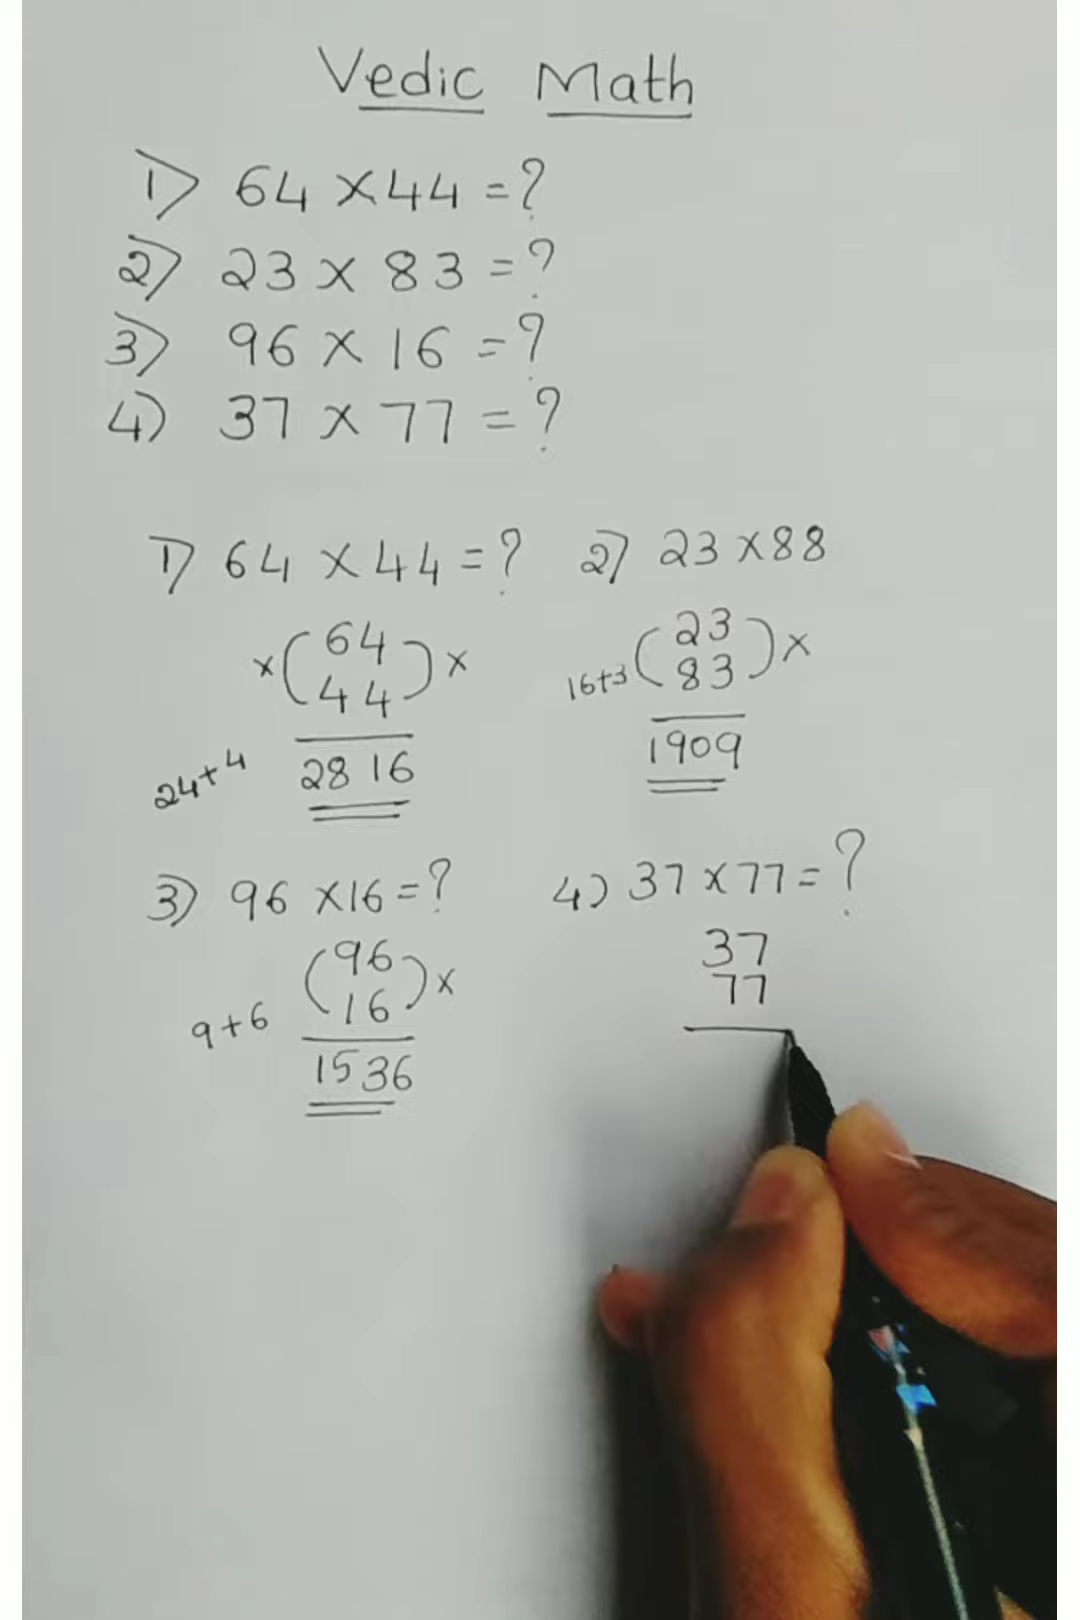 Vedic Math
1) 64 × 44 = ?
2) 23 × 83 = ?
3) 96 × 16 = ?
4) 37 × 77 = ?
1) 64 × 44 = ?
×(64
44)×
24+4
2816
2) 23 × 88
(23
16+3
83)×
1909
3) 96 × 16 = ?
(96
9+6
16)×
1536
4) 37 × 77 = ?
37
77